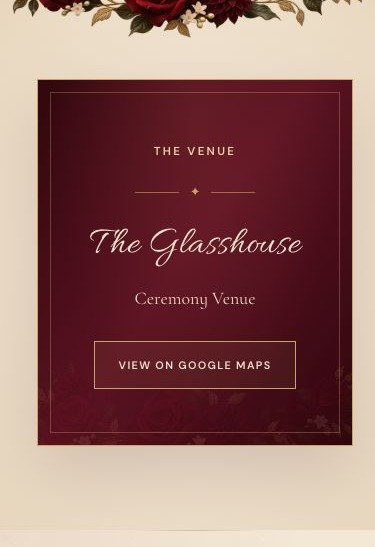 THE VENUE
The Glasshouse
Ceremony Venue
VIEW ON GOOGLE MAPS